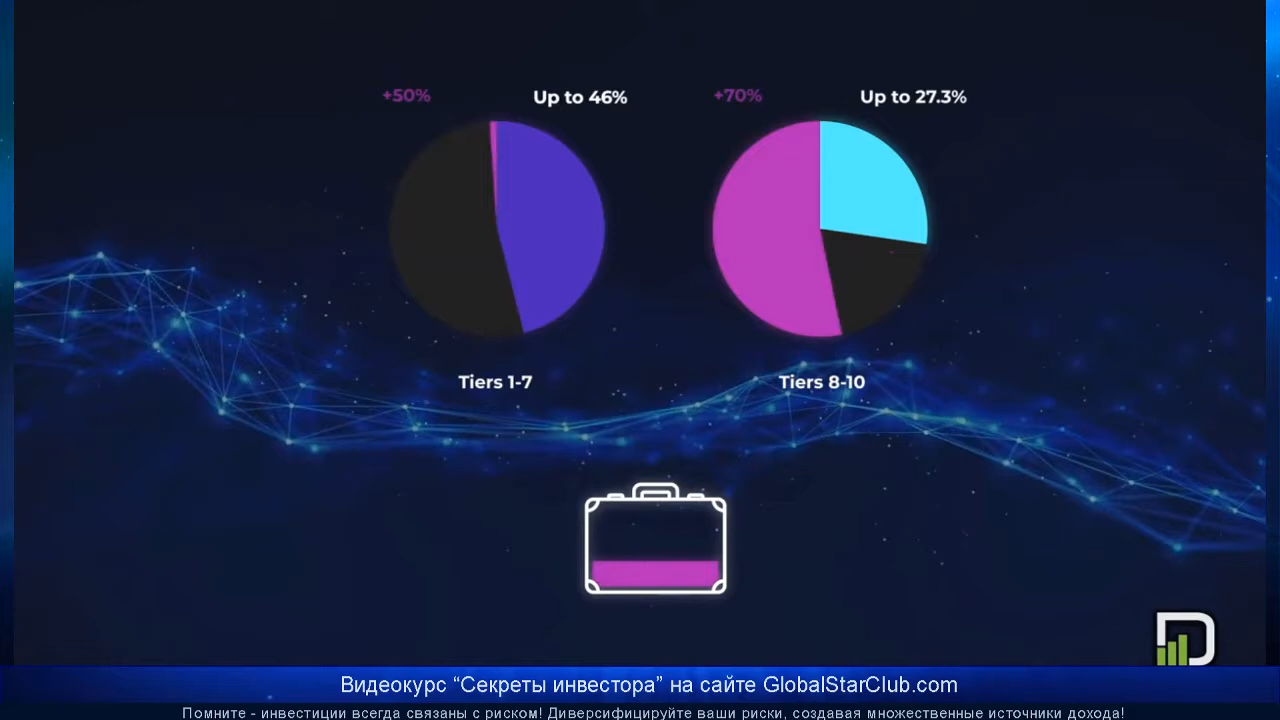 +50% Up to 46% +70% Up to 27.3%
Tiers 1-7 Tiers 8-10
Видеокурс “Секреты инвестора” на сайте GlobalStarClub.com
Помните - инвестиции всегда связаны с риском! Диверсифицируйте ваши риски, создавая множественные источники дохода!